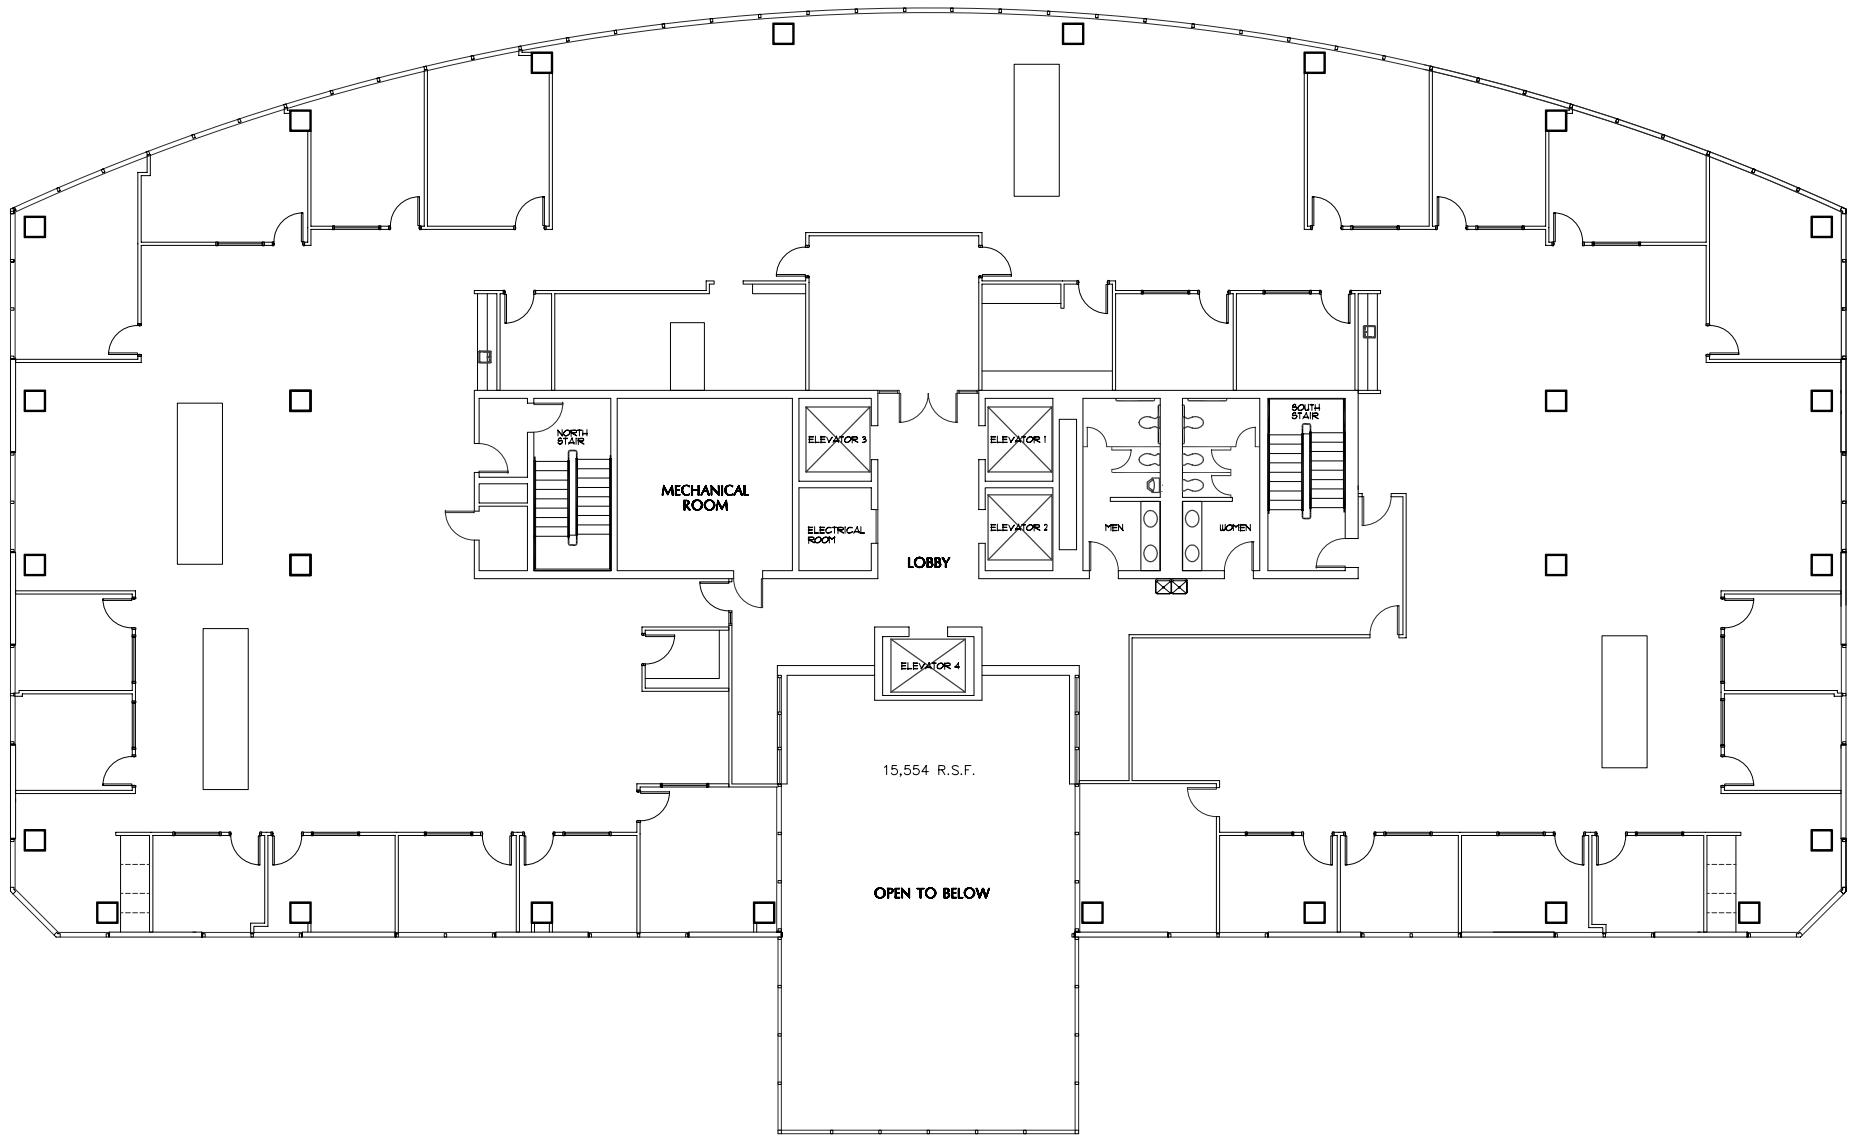 SOUTH
STAIR
NORTH
STAIR
ELEVATOR 3
ELEVATOR 1
MECHANICAL
ROOM
ELECTRICAL
ROOM
ELEVATOR 2
MEN
WOMEN
LOBBY
ELEVATOR 4
15,554 R.S.F.
OPEN TO BELOW